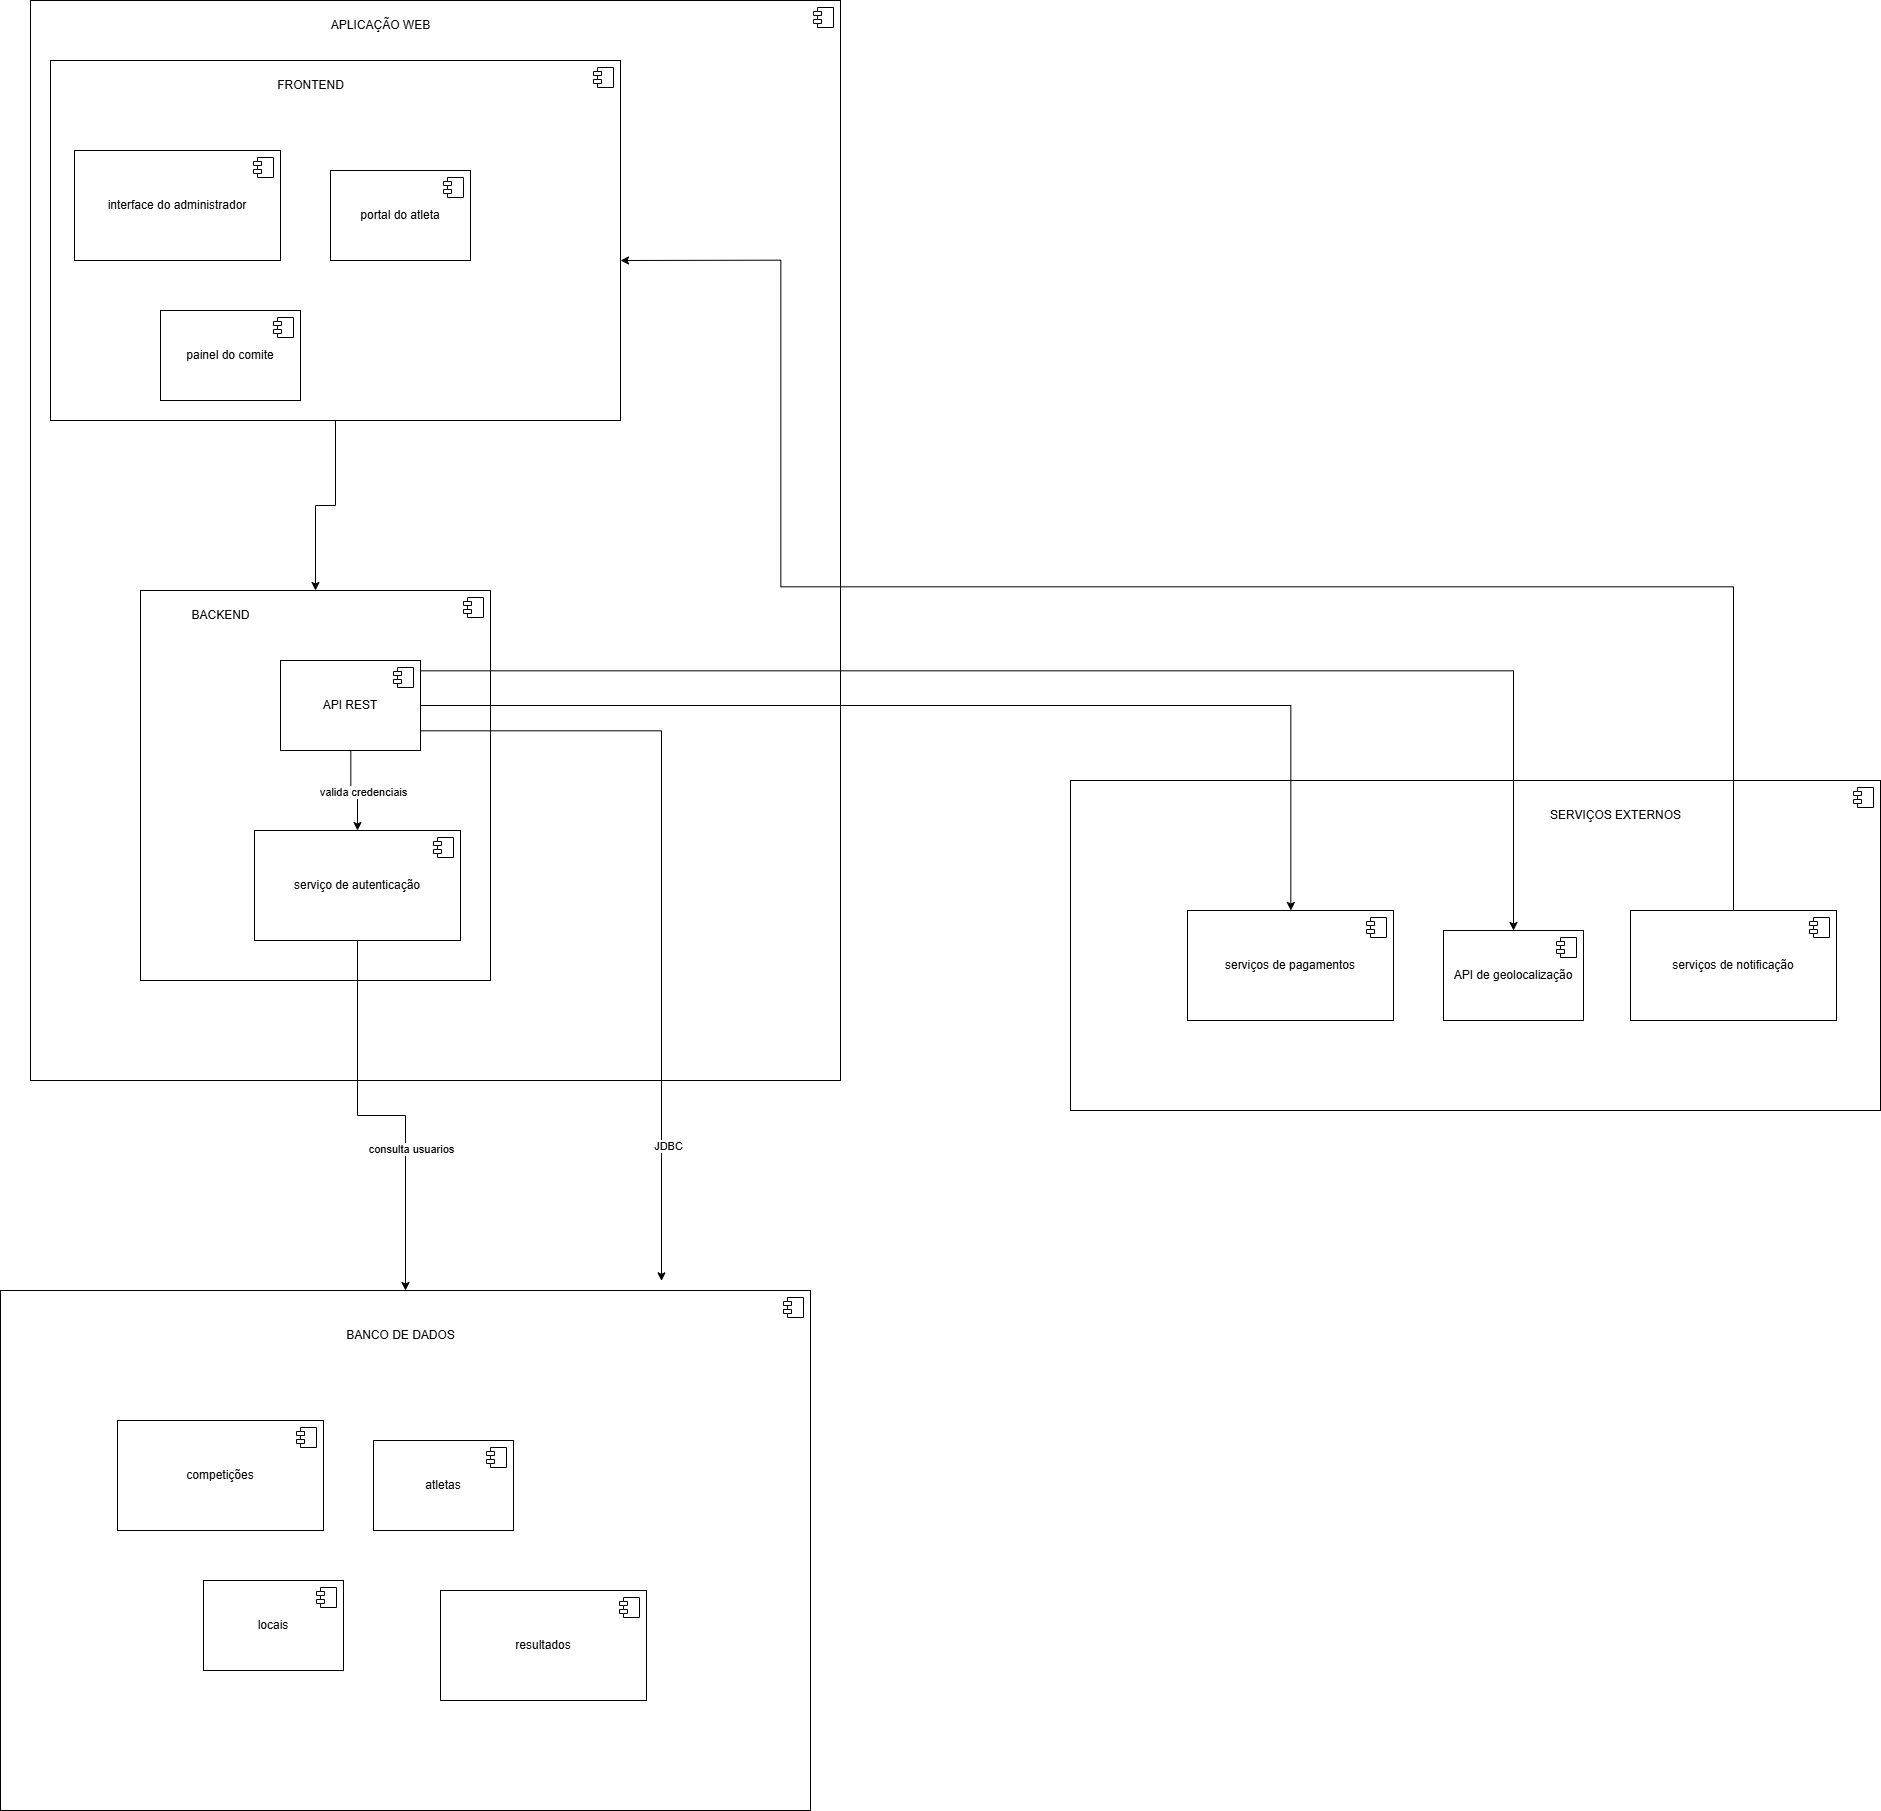 APLICAÇÃO WEB
FRONTEND
interface do administrador
portal do atleta
painel do comite
BACKEND
API REST
valida credenciais
serviço de autenticação
SERVIÇOS EXTERNOS
serviços de pagamentos
API de geolocalização
serviços de notificação
consulta usuarios
JDBC
BANCO DE DADOS
competições
atletas
locais
resultados